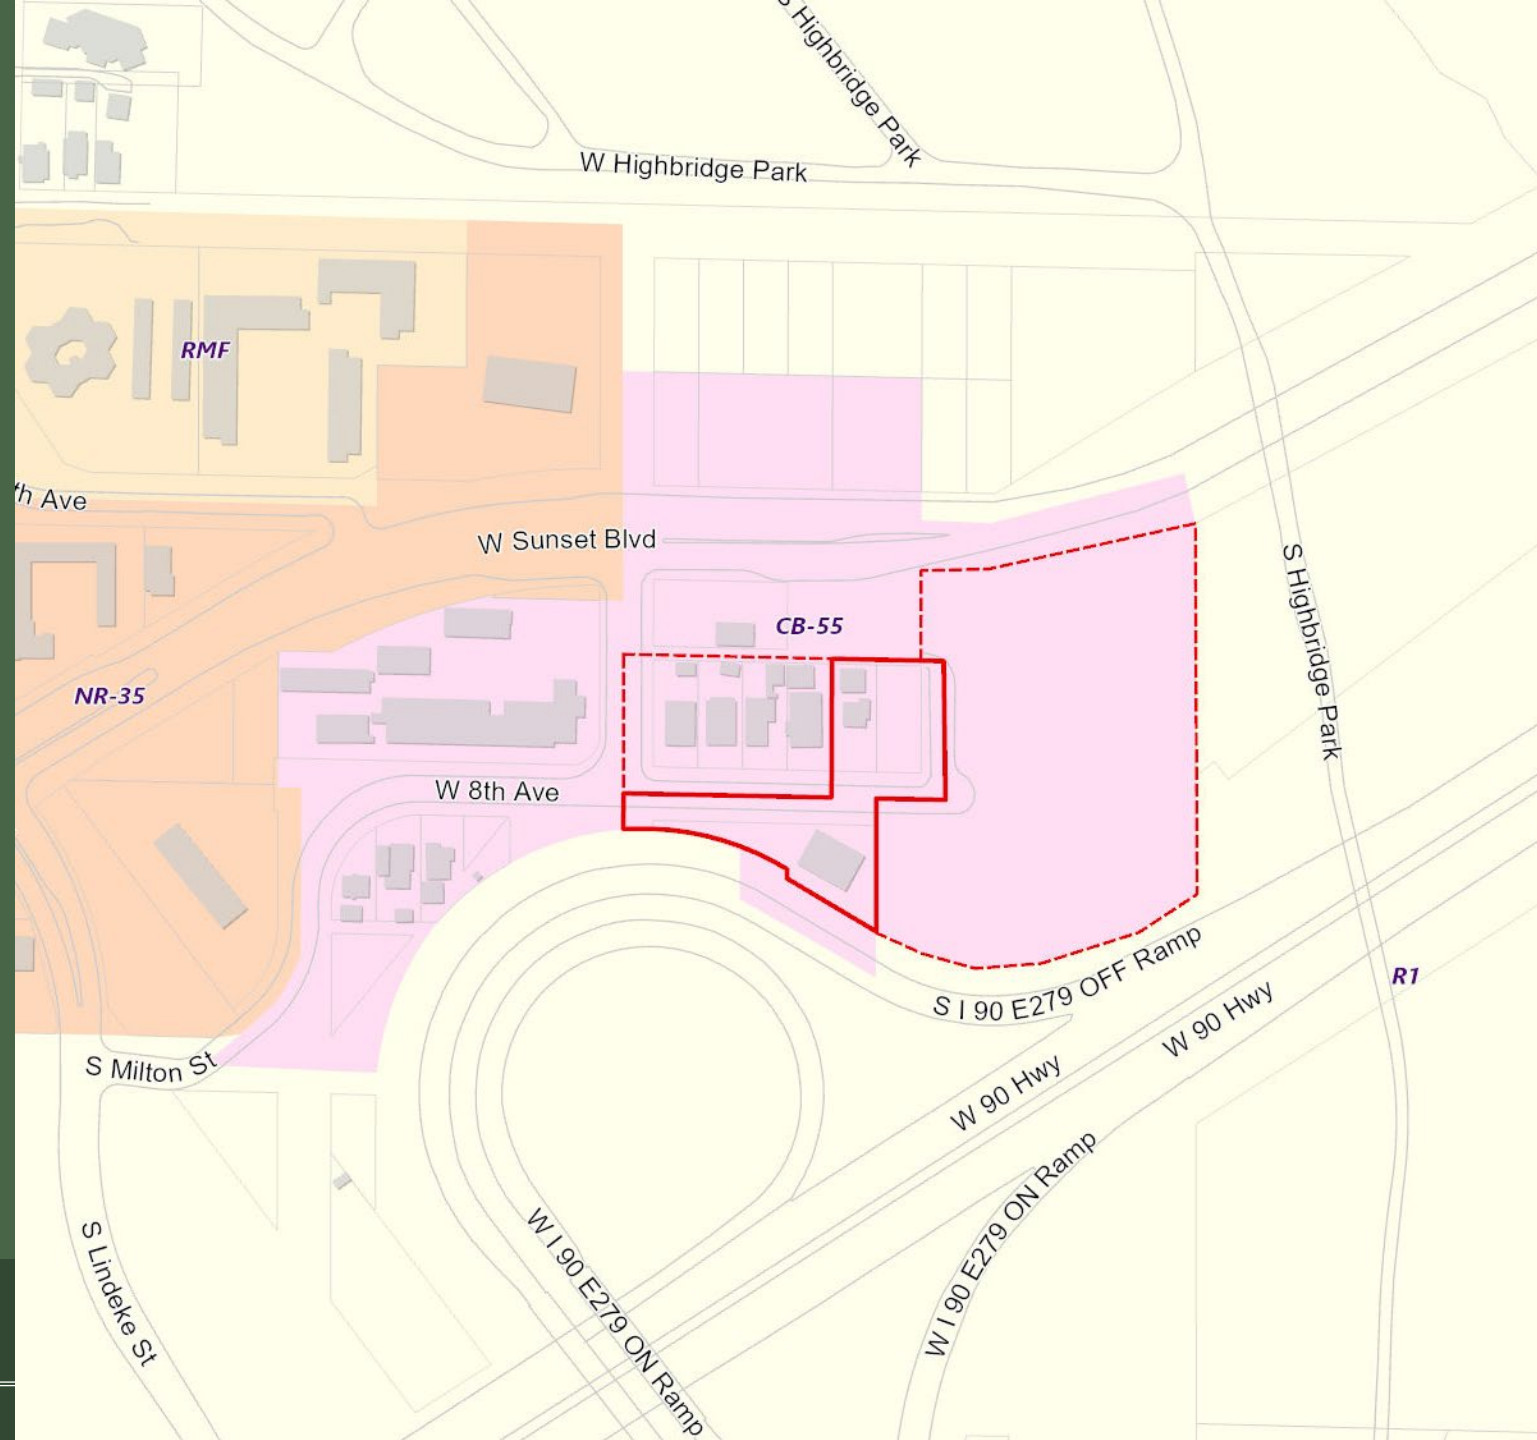 S Highbridge Park
W Highbridge Park
RMF
th Ave
W Sunset Blvd
S Highbridge Park
CB-55
NR-35
W 8th Ave
S I 90 E279 OFF Ramp
R1
W 90 Hwy
S Milton St
W 90 Hwy
W I 90 E279 ON Ramp
W I 90 E279 ON Ramp
S Lindeke St